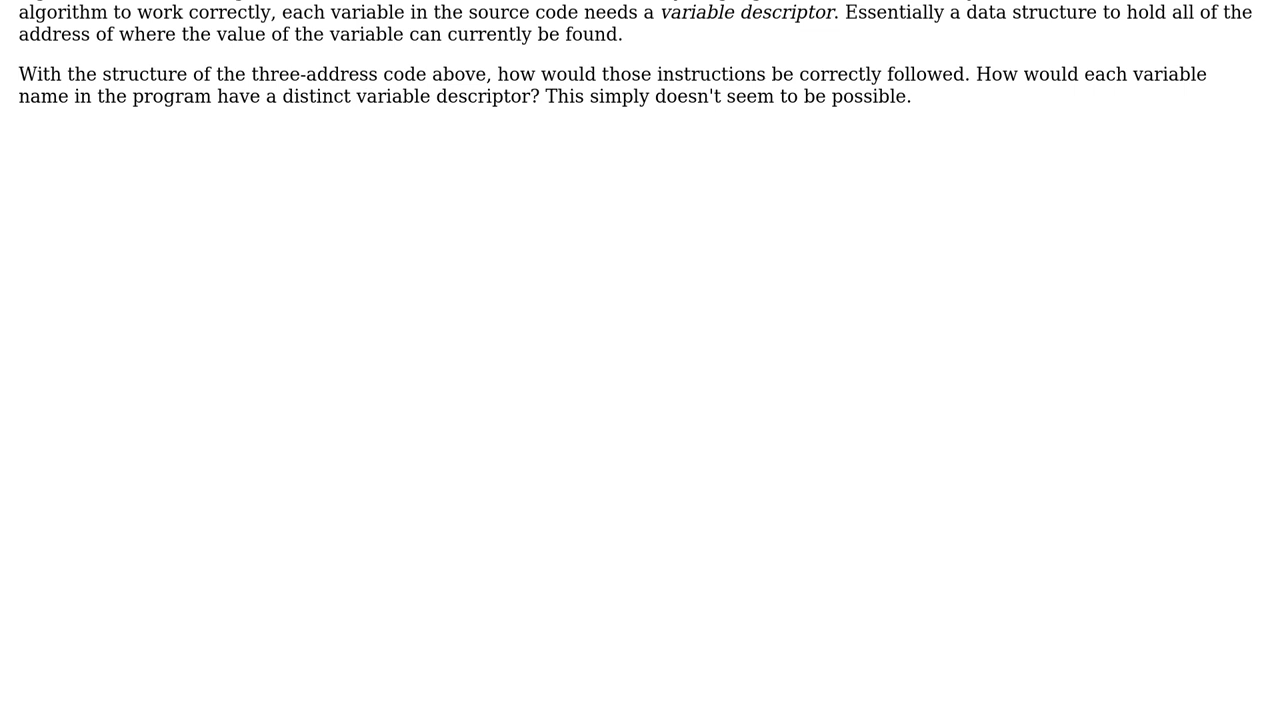 algorithm to work correctly, each variable in the source code needs a variable descriptor. Essentially a data structure to hold all of the
address of where the value of the variable can currently be found.
With the structure of the three-address code above, how would those instructions be correctly followed. How would each variable
name in the program have a distinct variable descriptor? This simply doesn't seem to be possible.